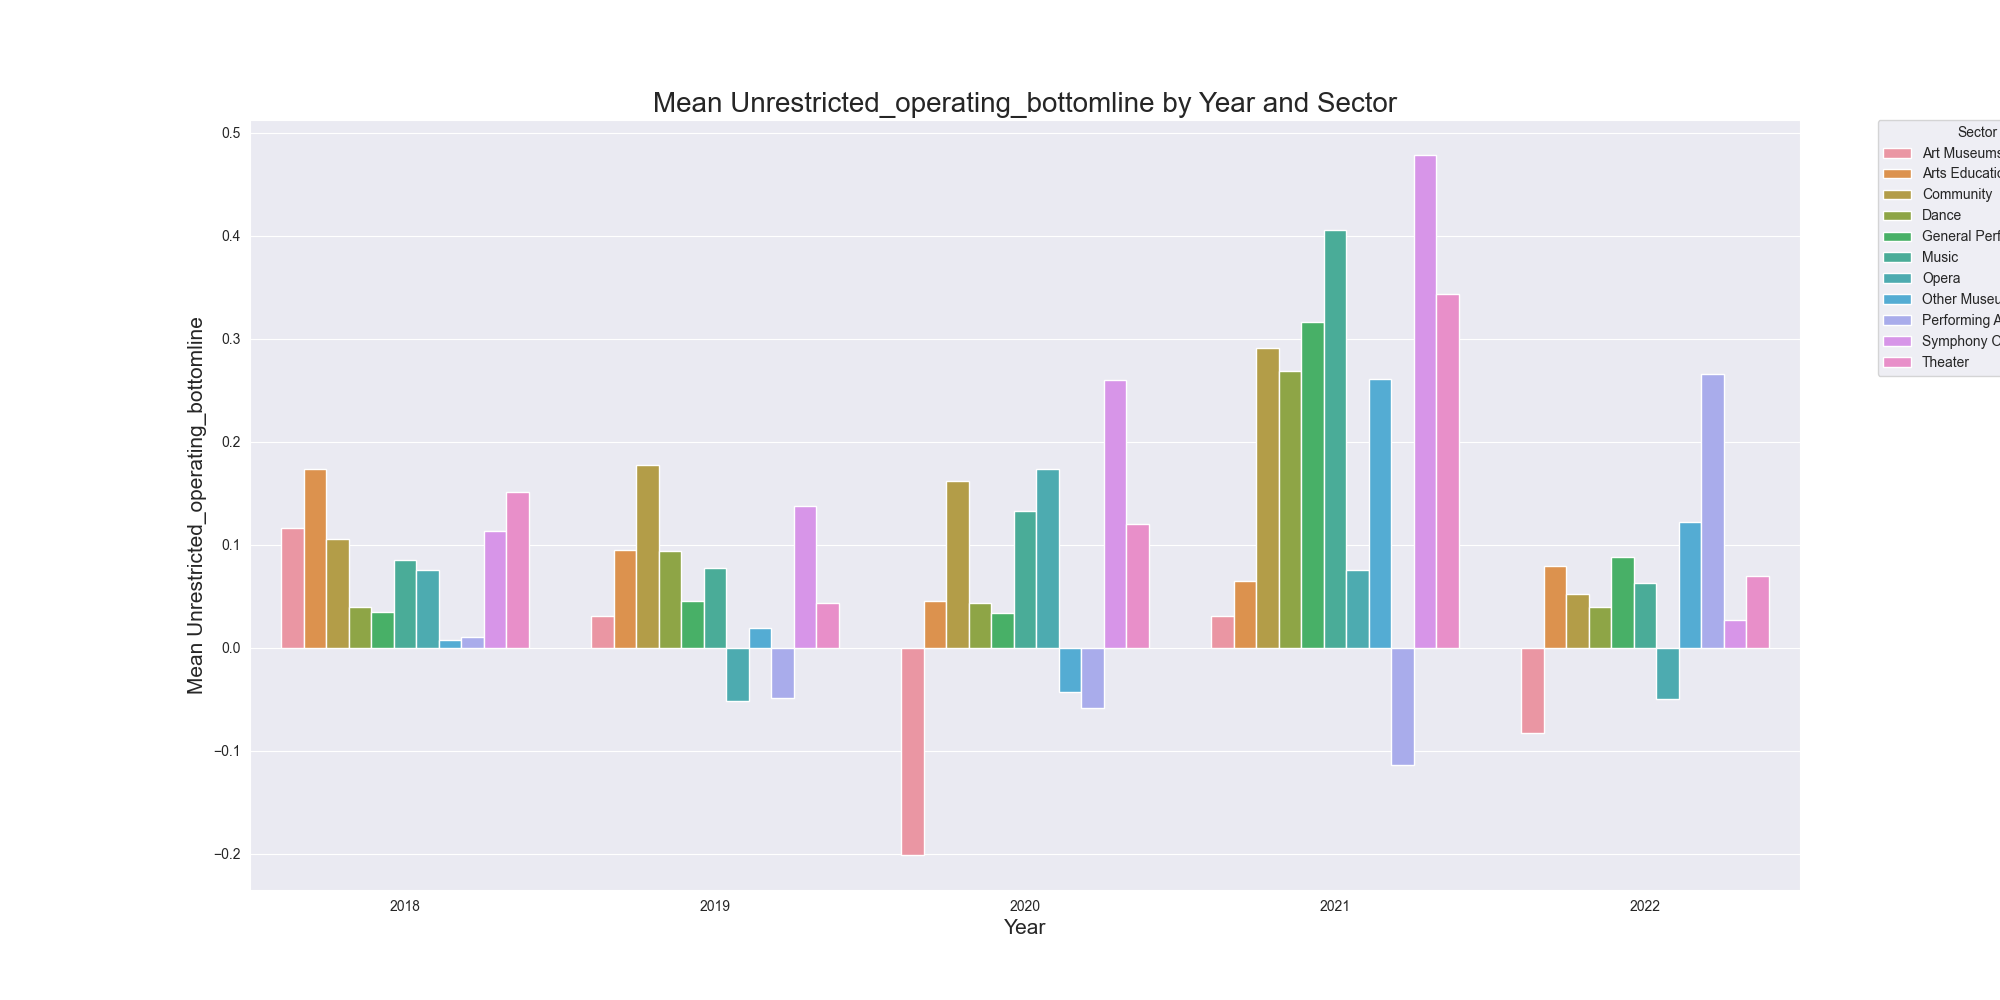 Mean Unrestricted_operating_bottomline by Year and Sector
Mean Unrestricted_operating_bottomline
0.5
0.4
0.3
0.2
0.1
0.0
−0.1
−0.2
2018
2019
2020
2021
2022
Year
Sector
Art Museums
Arts Educatio
Community
Dance
General Perf
Music
Opera
Other Museu
Performing A
Symphony O
Theater